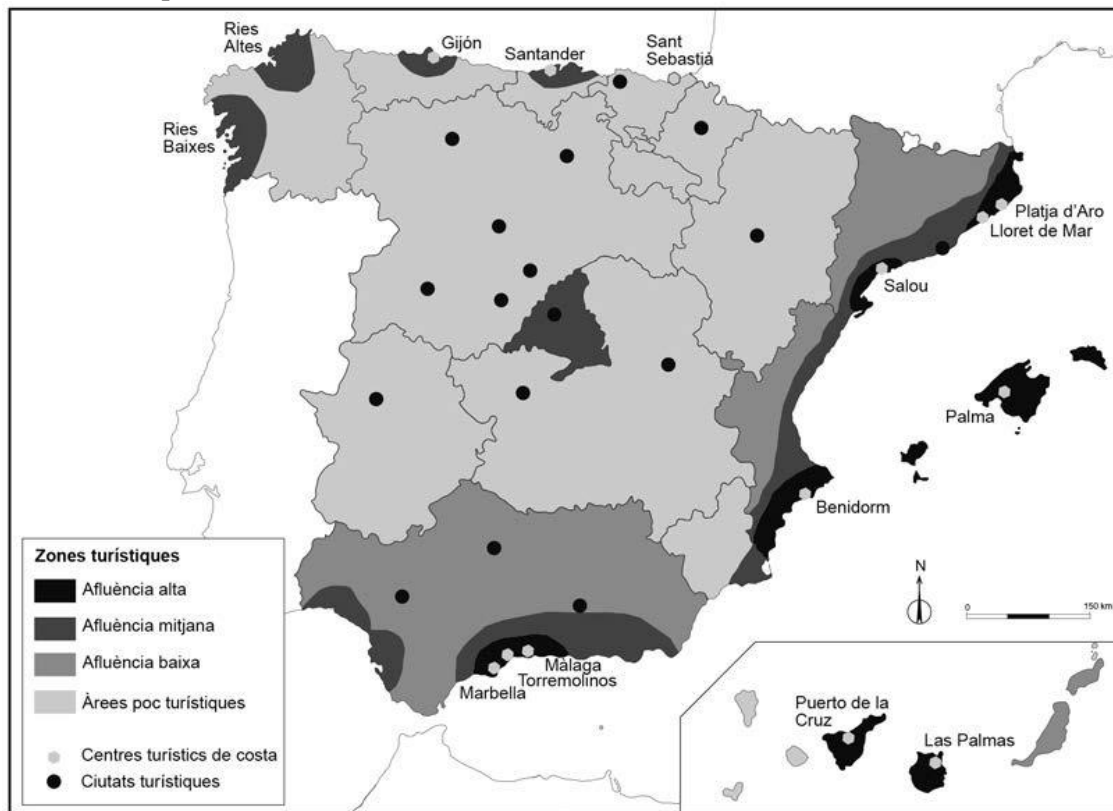 Ries
Altes
Gijón
Santander
Sant
Sebastiá
Ries
Baixes
Platja d'Aro
Lloret de Mar
Salou
Palma
Benidorm
Zones turístiques
Afluència alta
Afluència mitjana
Afluència baixa
Àrees poc turístiques
Centres turístics de costa
Ciutats turístiques
N
0
150 km
Màlaga
Torremolinos
Marbella
Puerto de la
Cruz
Las Palmas